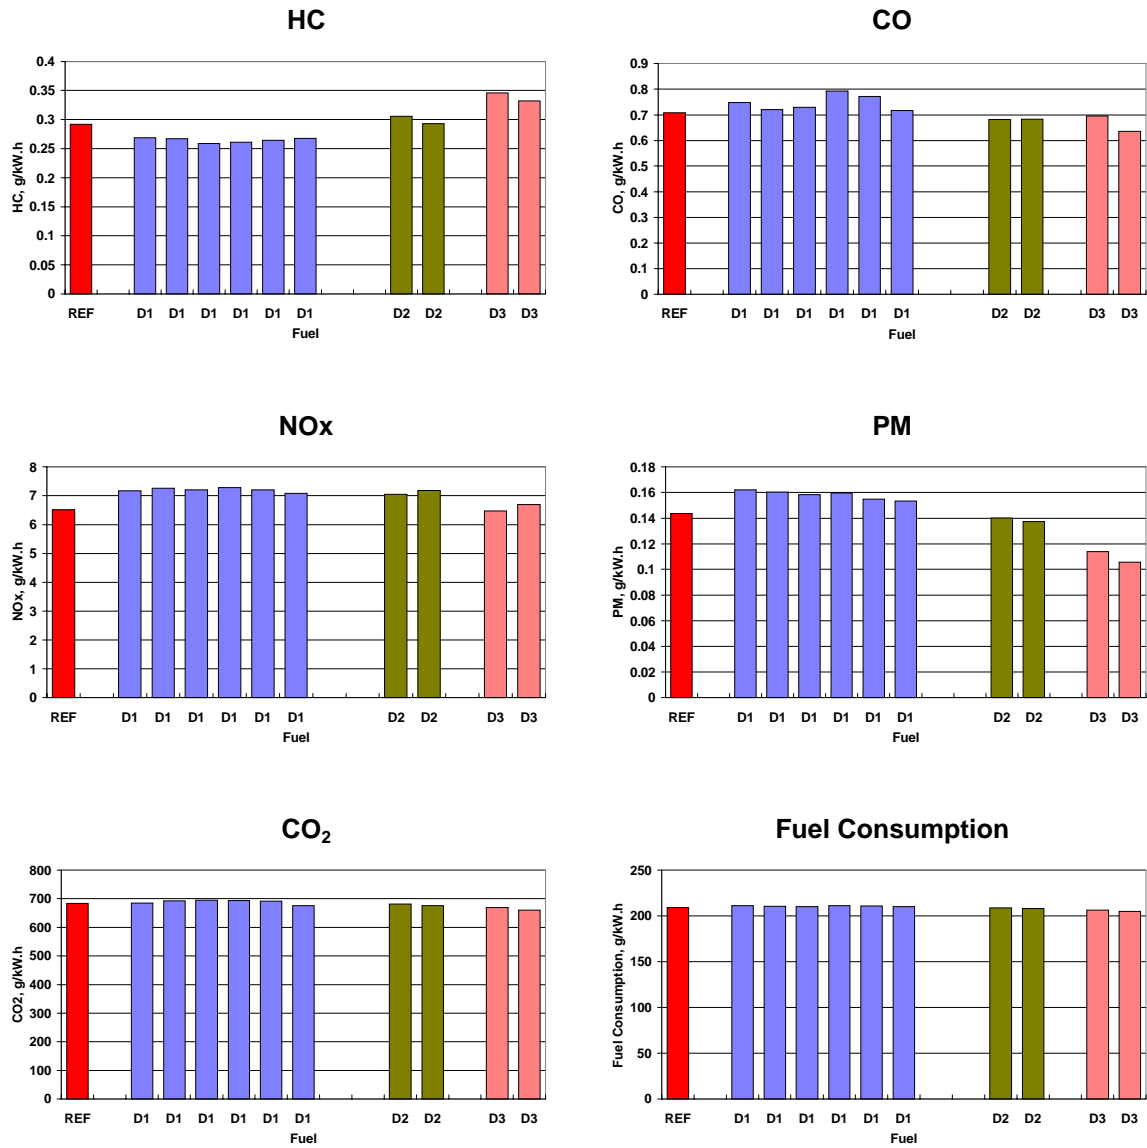 HC
HC, g/kW.h
0.4
0.35
0.3
0.25
0.2
0.15
0.1
0.05
0
REF D1 D1 D1 D1 D1 D1 D2 D2 D3 D3
Fuel
CO
CO, g/kW.h
0.9
0.8
0.7
0.6
0.5
0.4
0.3
0.2
0.1
0
REF D1 D1 D1 D1 D1 D1 D2 D2 D3 D3
Fuel
NOx
NOx, g/kW.h
8
7
6
5
4
3
2
1
0
REF D1 D1 D1 D1 D1 D1 D2 D2 D3 D3
Fuel
PM
PM, g/kW.h
0.18
0.16
0.14
0.12
0.1
0.08
0.06
0.04
0.02
0
REF D1 D1 D1 D1 D1 D1 D2 D2 D3 D3
Fuel
CO₂
CO2, g/kW.h
800
700
600
500
400
300
200
100
0
REF D1 D1 D1 D1 D1 D1 D2 D2 D3 D3
Fuel
Fuel Consumption
Fuel Consumption, g/kW.h
250
200
150
100
50
0
REF D1 D1 D1 D1 D1 D1 D2 D2 D3 D3
Fuel